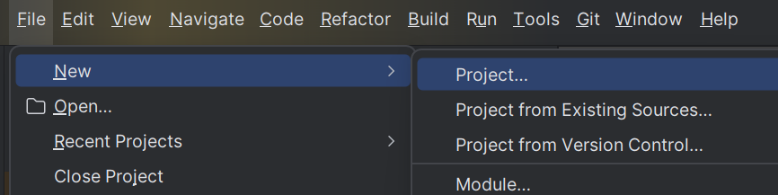 File Edit View Navigate Code Refactor Build Run Tools Git Window Help
New
Project...
Open...
Project from Existing Sources...
Recent Projects
Project from Version Control...
Close Project
Module...